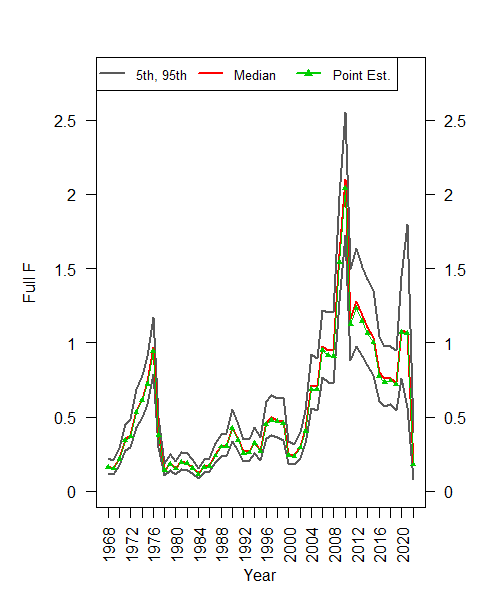 5th, 95th Median Point Est.
2.5 2.5
2 2
1.5 1.5
1 1
0.5 0.5
0 0
Full F
1968 1972 1976 1980 1984 1988 1992 1996 2000 2004 2008 2012 2016 2020
Year